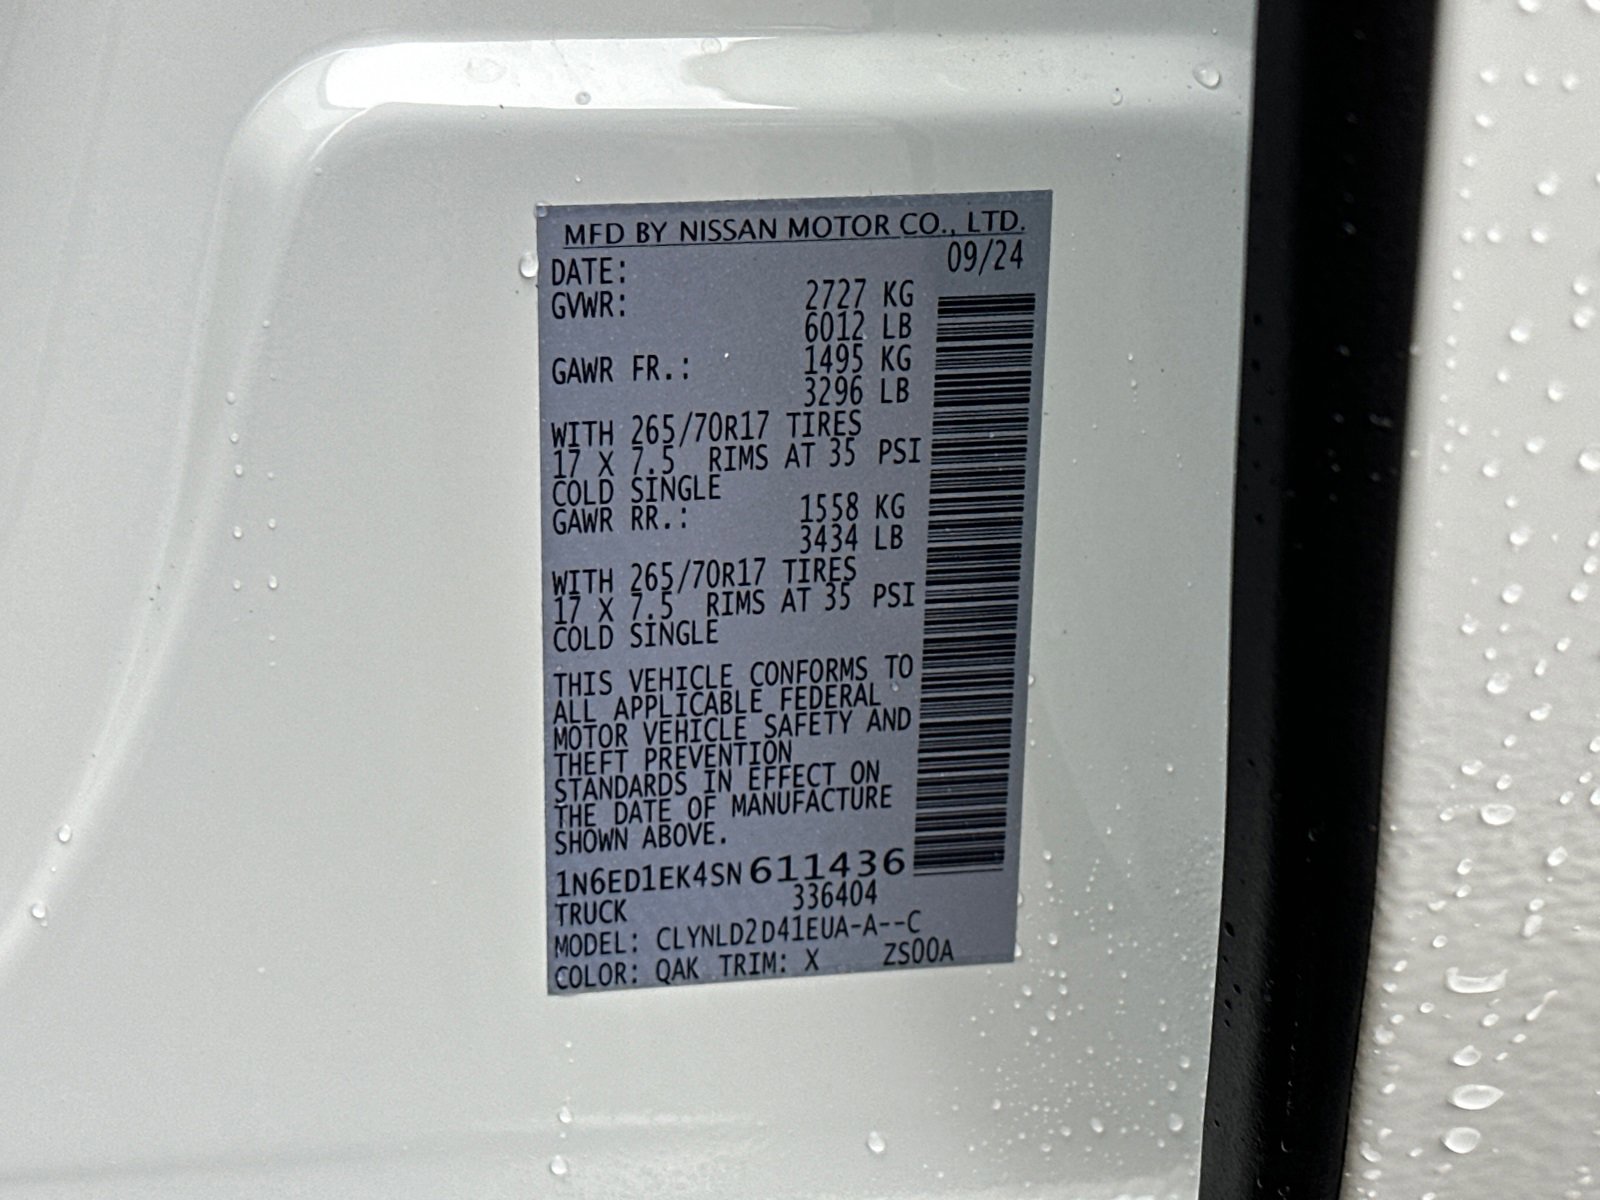 MFD BY NISSAN MOTOR CO., LTD.
DATE: 09/24
GVWR: 2727 KG
6012 LB
GAWR FR.: 1495 KG
3296 LB
WITH 265/70R17 TIRES
17 X 7.5 RIMS AT 35 PSI
COLD SINGLE
GAWR RR.: 1558 KG
3434 LB
WITH 265/70R17 TIRES
17 X 7.5 RIMS AT 35 PSI
COLD SINGLE
THIS VEHICLE CONFORMS TO
ALL APPLICABLE FEDERAL
MOTOR VEHICLE SAFETY AND
THEFT PREVENTION
STANDARDS IN EFFECT ON
THE DATE OF MANUFACTURE
SHOWN ABOVE.
1N6ED1EK4SN611436
TRUCK 336404
MODEL: CLYNLD2D41EUA-A--C
COLOR: QAK TRIM: X ZS00A